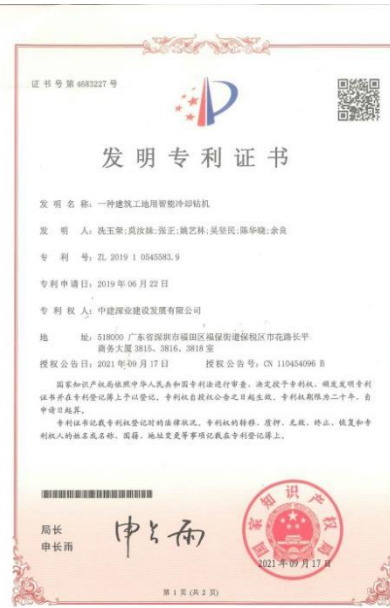 证书号第4683227号
发明专利证书
发 明 名 称：一种建筑工地用智能冷却钻机
发 明 人：冼玉荣;莫汝妹;张正;姚艺林;吴坚民;陈华晓;余良
专 利 号：ZL 2019 1 0545583.9
专利申请日：2019年06月22日
专 利 权 人：中建深业建设发展有限公司
地 址：518000 广东省深圳市福田区福保街道保税区市花路长平
商务大厦3815、3816、3818室
授权公告日：2021年09月17日 授权公告号：CN 110454096 B
国家知识产权局依照中华人民共和国专利法进行审查，决定授予专利权，颁发发明专利
证书并在专利登记簿上予以登记。专利权自授权公告之日起生效。专利权期限为二十年，自
申请日起算。
专利证书记载专利权登记时的法律状况。专利权的转移、质押、无效、终止、恢复和专
利权人的姓名或名称、国籍、地址变更等事项记载在专利登记簿上。
局长
申长雨
申长雨
国家知识产权局
2021年09月17日
第 1 页 (共 2 页)